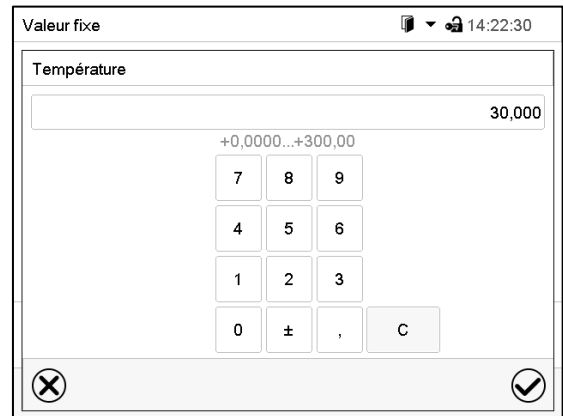 Valeur fixe 14:22:30
Température
30,000
+0,0000...+300,00
7 8 9
4 5 6
1 2 3
0 ± , C